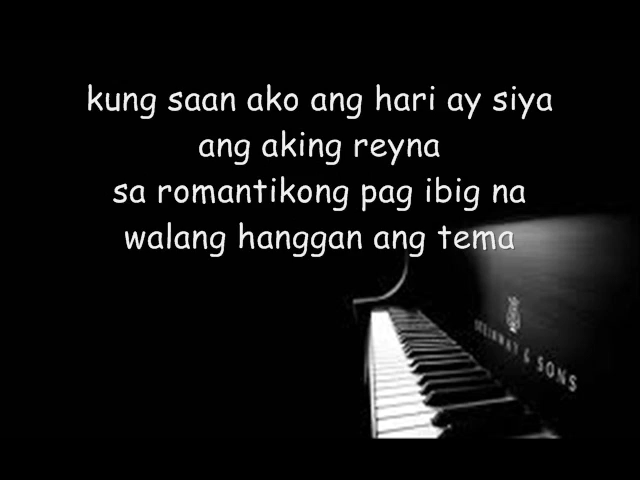 kung saan ako ang hari ay siya
ang aking reyna
sa romantikong pag ibig na
walang hanggan ang tema
STEINWAY & SONS